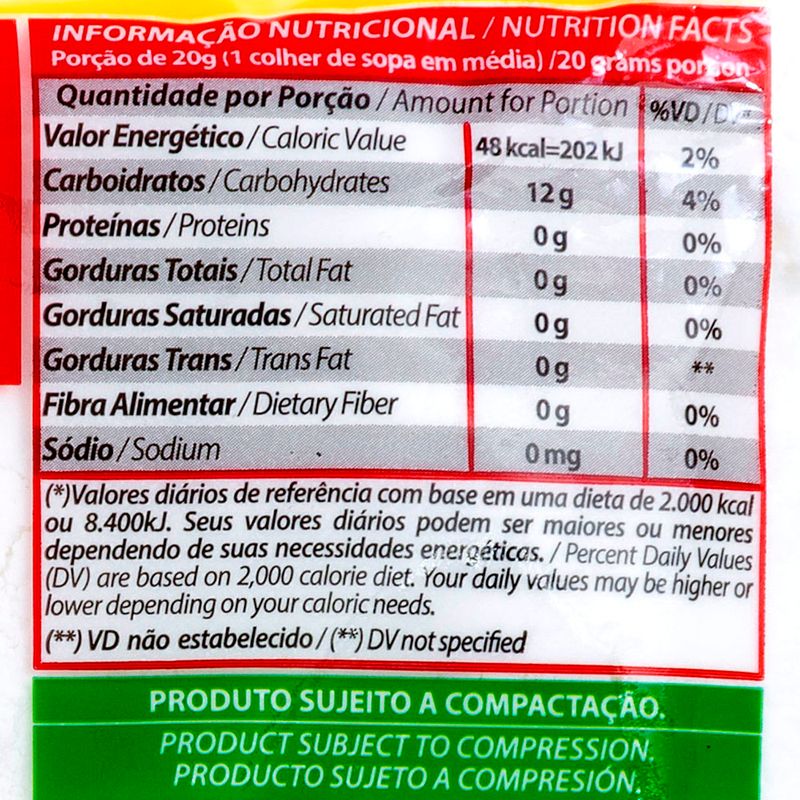 INFORMAÇÃO NUTRICIONAL / NUTRITION FACTS
Porção de 20g (1 colher de sopa em média) /20 grams portion
Quantidade por Porção / Amount for Portion %VD/DV*
Valor Energético / Caloric Value 48 kcal=202 kJ 2%
Carboidratos / Carbohydrates 12 g 4%
Proteínas / Proteins 0 g 0%
Gorduras Totais / Total Fat 0 g 0%
Gorduras Saturadas / Saturated Fat 0 g 0%
Gorduras Trans / Trans Fat 0 g **
Fibra Alimentar / Dietary Fiber 0 g 0%
Sódio / Sodium 0 mg 0%
(*)Valores diários de referência com base em uma dieta de 2.000 kcal
ou 8.400kJ. Seus valores diários podem ser maiores ou menores
dependendo de suas necessidades energéticas. / Percent Daily Values
(DV) are based on 2,000 calorie diet. Your daily values may be higher or
lower depending on your caloric needs.
(**) VD não estabelecido / (**) DV not specified
PRODUTO SUJEITO A COMPACTAÇÃO.
PRODUCT SUBJECT TO COMPRESSION.
PRODUCTO SUJETO A COMPRESIÓN.